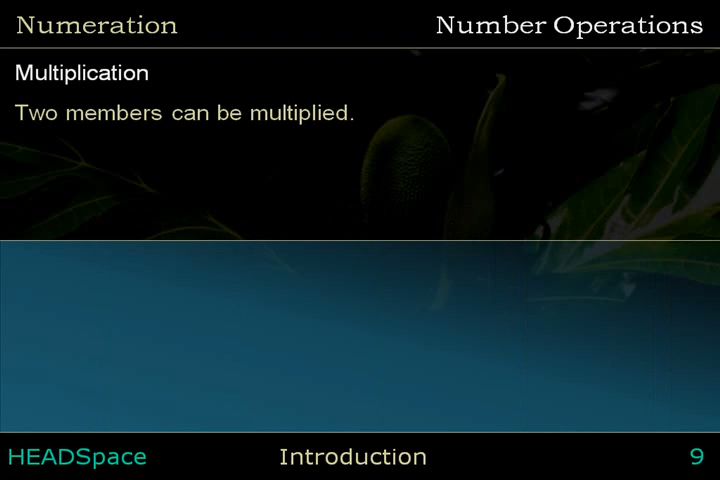 Numeration
Number Operations
Multiplication
Two members can be multiplied.
HEADSpace
Introduction
9